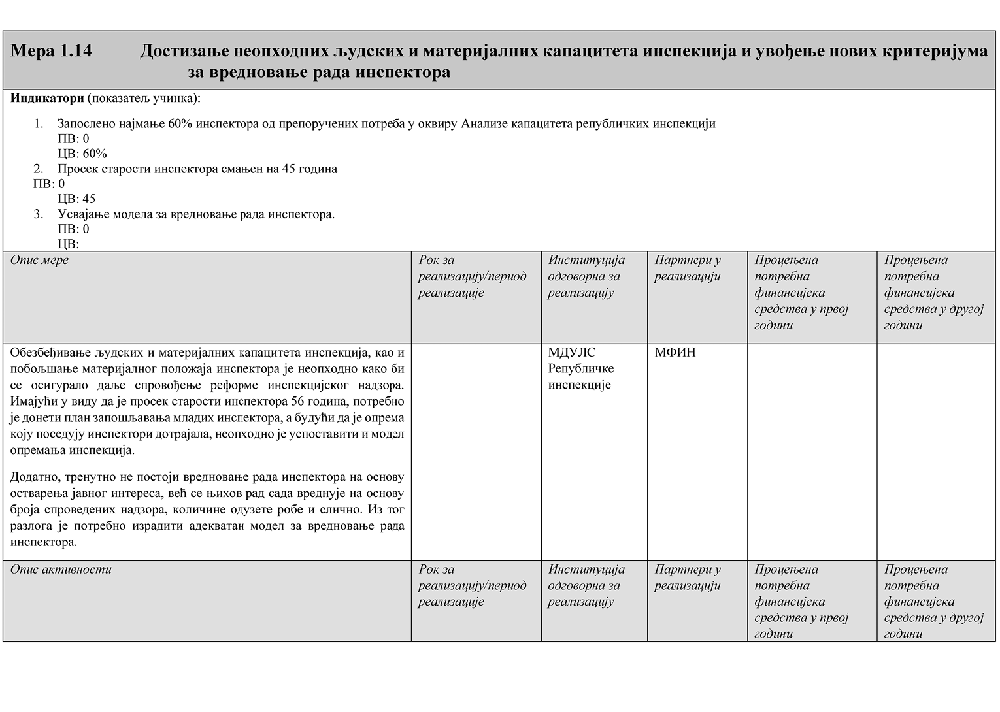 Мера 1.14 Достизање неопходних људских и материјалних капацитета инспекција и увођење нових критеријума
за вредновање рада инспектора
Индикатори (показатељ учинка):
1. Запослено најмање 60% инспектора од препоручених потреба у оквиру Анализе капацитета републичких инспекцији
ПВ: 0
ЦВ: 60%
2. Просек старости инспектора смањен на 45 година
ПВ: 0
ЦВ: 45
3. Усвајање модела за вредновање рада инспектора.
ПВ: 0
ЦВ:
Опис мере
Рок за
реализацију/период
реализације
Институција
одговорна за
реализацију
Партнери у
реализацији
Процењена
потребна
финансијска
средства у првој
години
Процењена
потребна
финансијска
средства у другој
години
Обезбеђивање људских и материјалних капацитета инспекција, као и
побољшање материјалног положаја инспектора је неопходно како би
се осигурало даље спровођење реформе инспекцијског надзора.
Имајући у виду да је просек старости инспектора 56 година, потребно
је донети план запошљавања младих инспектора, а будући да је опрема
коју поседују инспектори дотрајала, неопходно је успоставити и модел
опремања инспекција.
Додатно, тренутно не постоји вредновање рада инспектора на основу
остварења јавног интереса, већ се њихов рад сада вреднује на основу
броја спроведених надзора, количине одузете робе и слично. Из тог
разлога је потребно израдити адекватан модел за вредновање рада
инспектора.
МДУЛС
Републичке
инспекције
МФИН
Опис активности
Рок за
реализацију/период
реализације
Институција
одговорна за
реализацију
Партнери у
реализацији
Процењена
потребна
финансијска
средства у првој
години
Процењена
потребна
финансијска
средства у другој
години